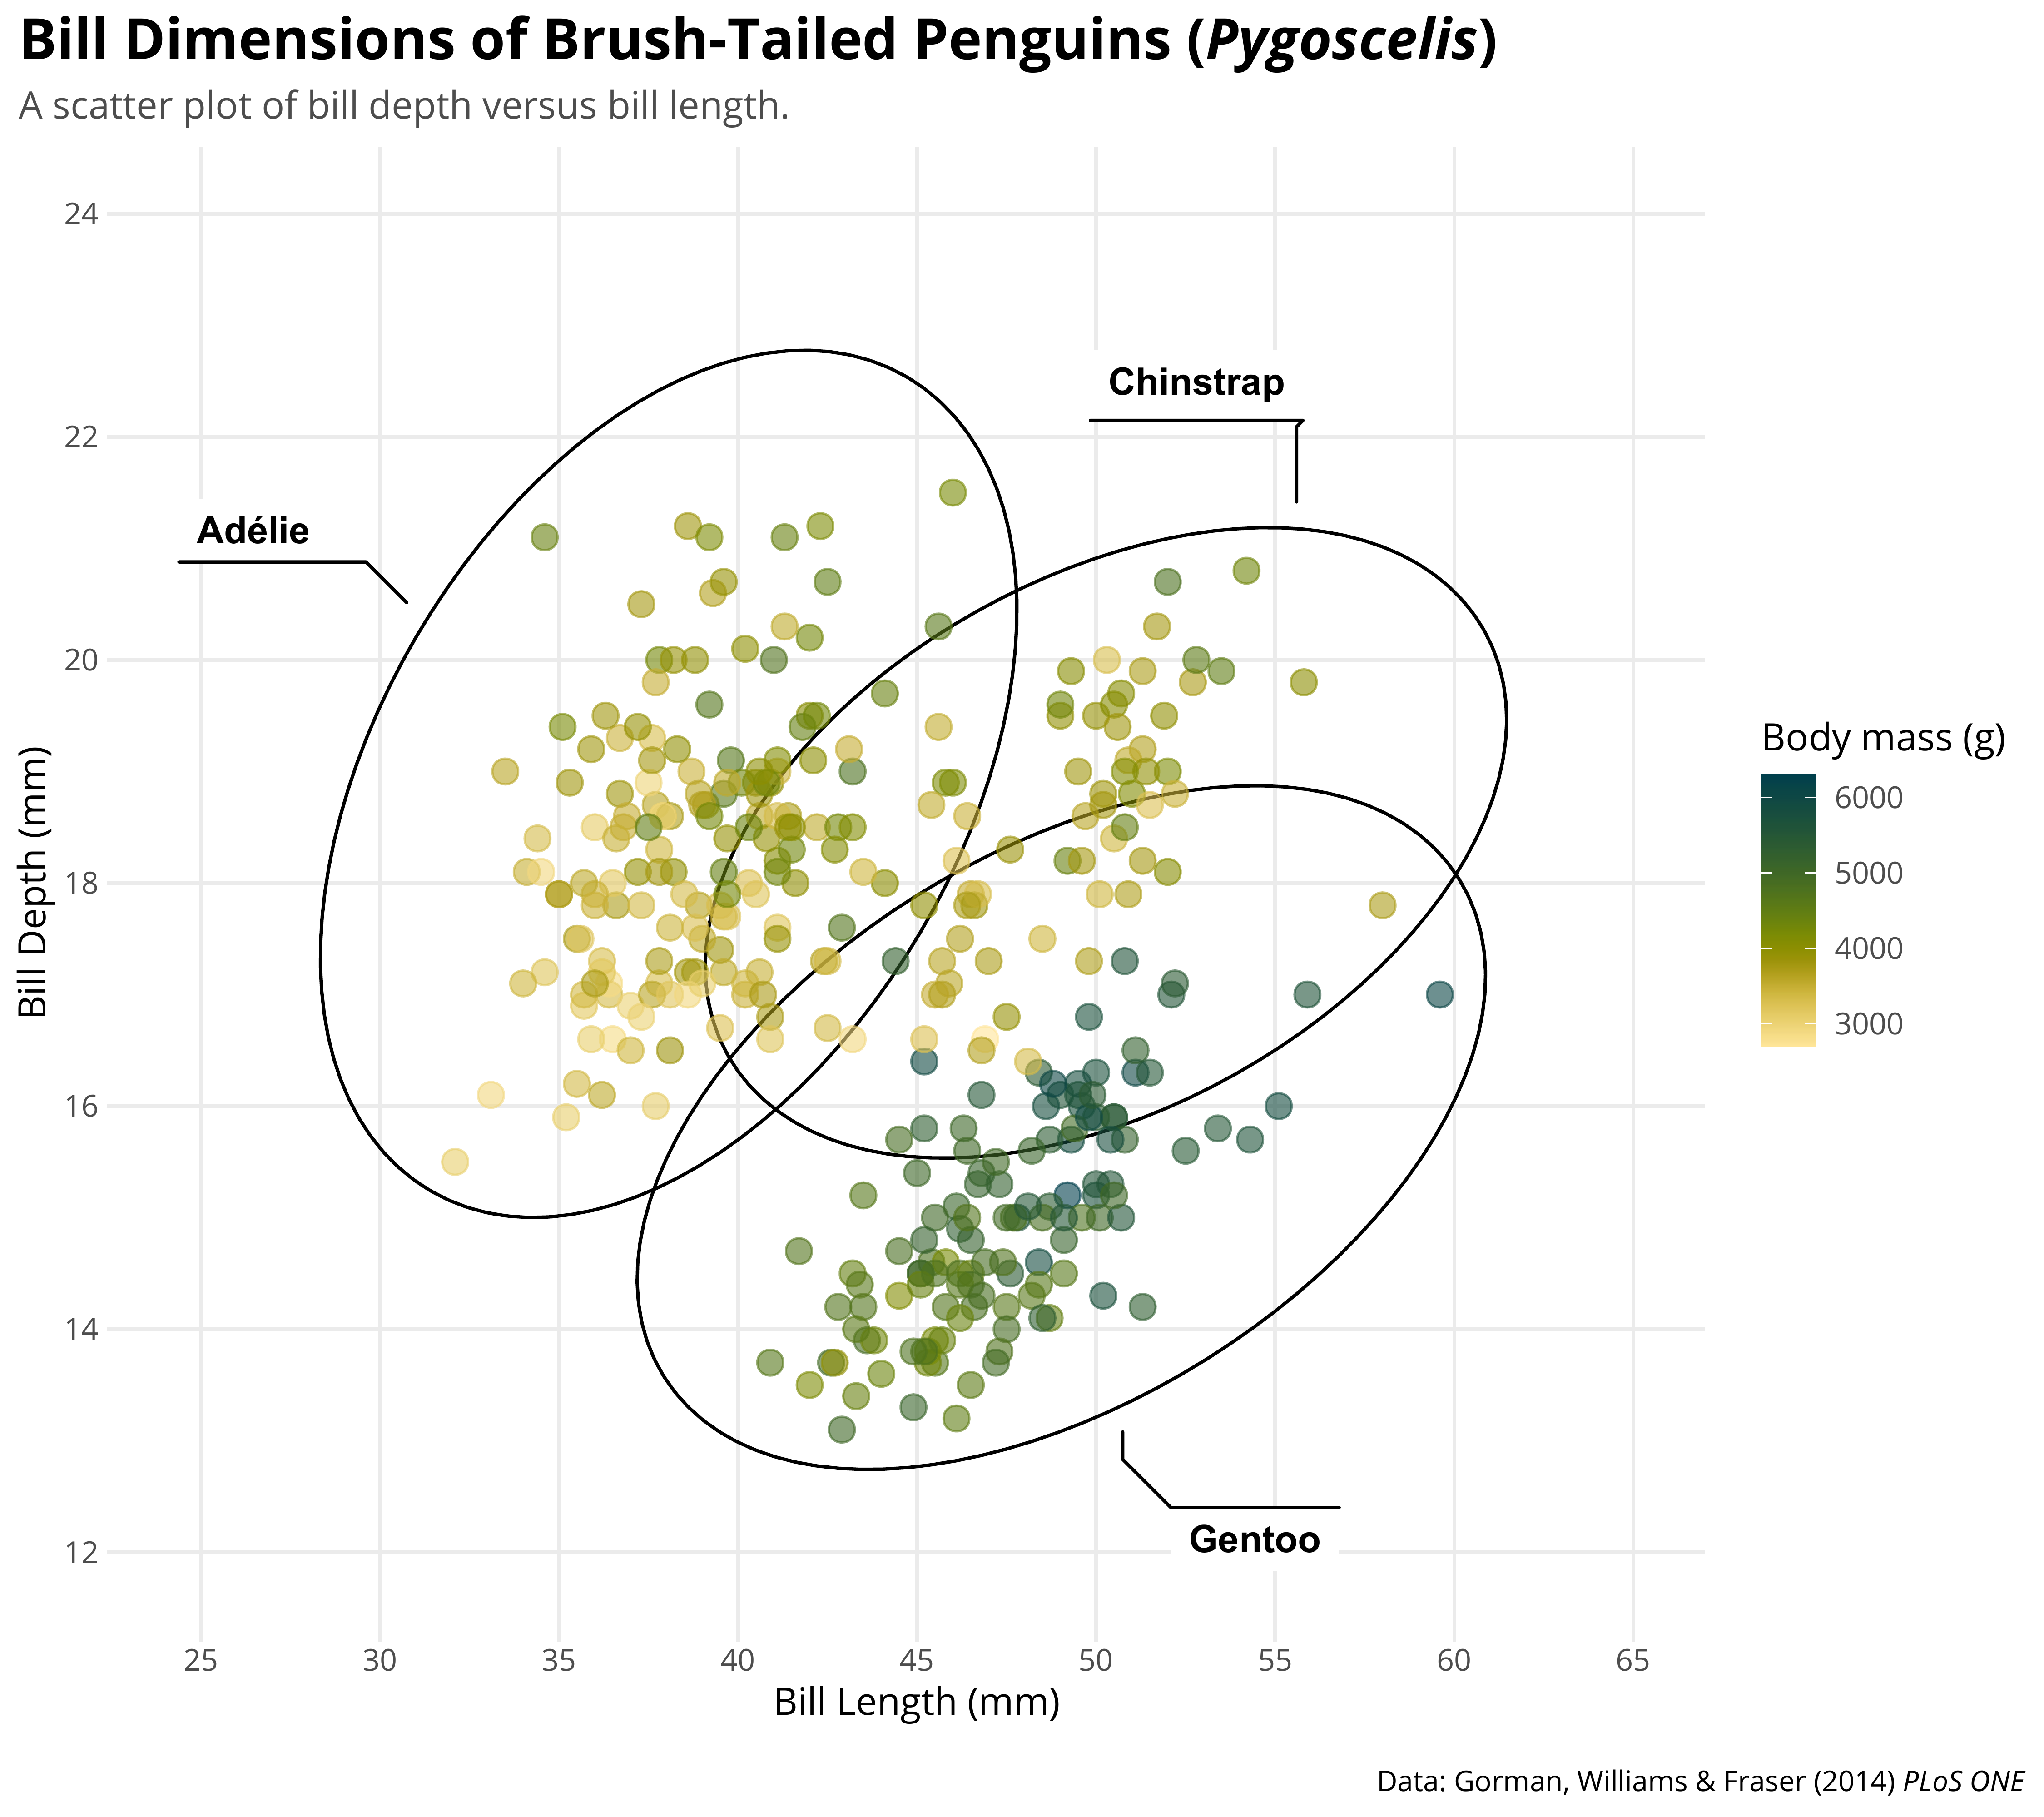 Bill Dimensions of Brush-Tailed Penguins (Pygoscelis)
A scatter plot of bill depth versus bill length.
24
22
20
18
16
14
12
Bill Depth (mm)
Adélie
Chinstrap
Gentoo
25 30 35 40 45 50 55 60 65
Bill Length (mm)
Body mass (g)
6000
5000
4000
3000
Data: Gorman, Williams & Fraser (2014) PLoS ONE